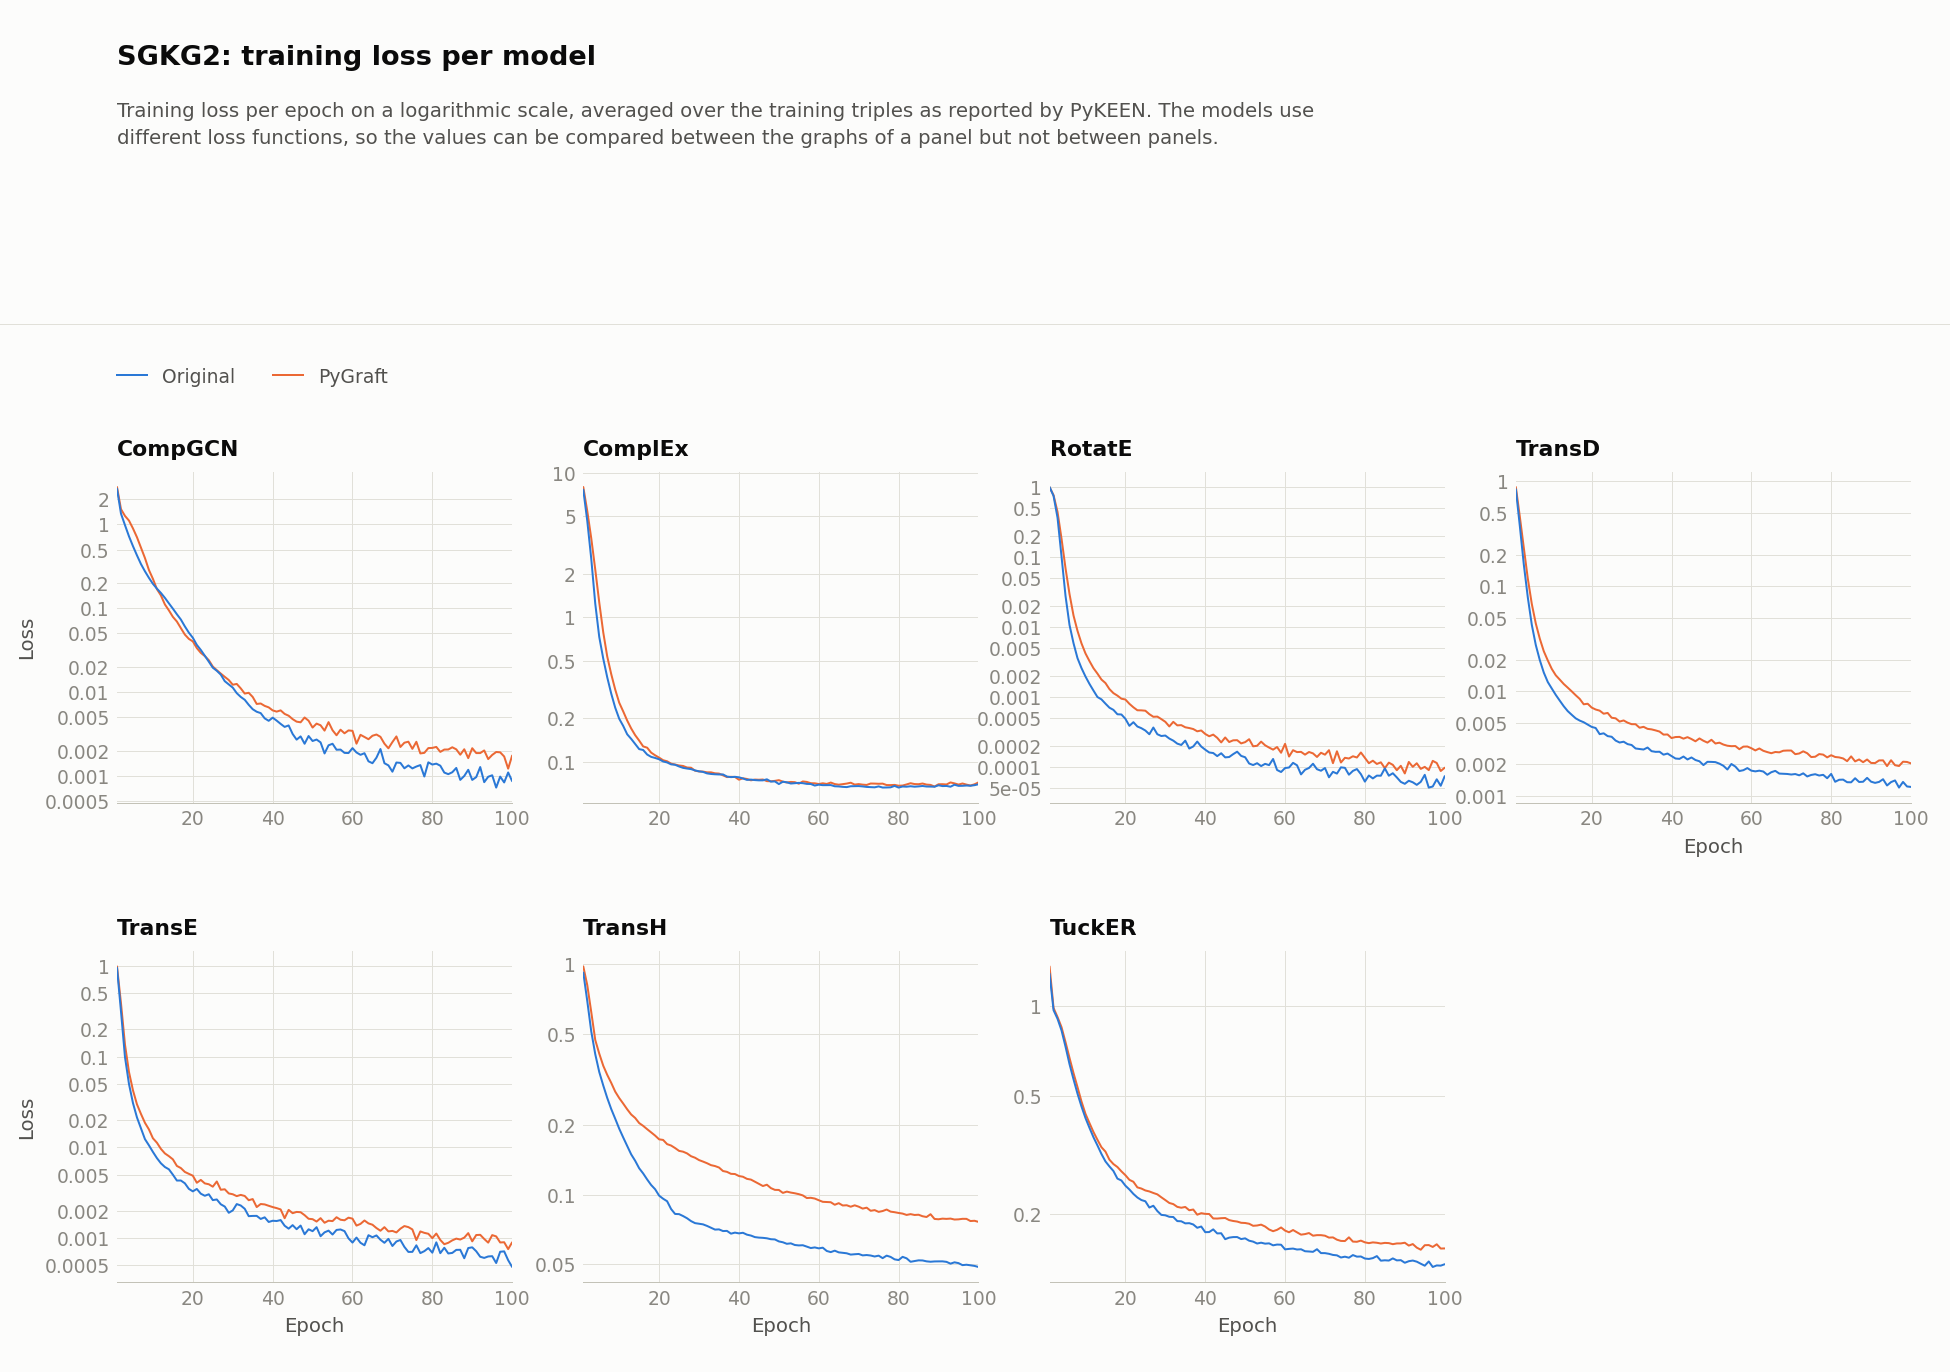 SGKG2: training loss per model
Training loss per epoch on a logarithmic scale, averaged over the training triples as reported by PyKEEN. The models use
different loss functions, so the values can be compared between the graphs of a panel but not between panels.
Original PyGraft
CompGCN
2
1
0.5
0.2
0.1
0.05
0.02
0.01
0.005
0.002
0.001
0.0005
Loss
20 40 60 80 100
ComplEx
10
5
2
1
0.5
0.2
0.1
20 40 60 80 100
RotatE
1
0.5
0.2
0.1
0.05
0.02
0.01
0.005
0.002
0.001
0.0005
0.0002
0.0001
5e-05
20 40 60 80 100
TransD
1
0.5
0.2
0.1
0.05
0.02
0.01
0.005
0.002
0.001
20 40 60 80 100
Epoch
TransE
1
0.5
0.2
0.1
0.05
0.02
0.01
0.005
0.002
0.001
0.0005
Loss
20 40 60 80 100
Epoch
TransH
1
0.5
0.2
0.1
0.05
20 40 60 80 100
Epoch
TuckER
1
0.5
0.2
20 40 60 80 100
Epoch